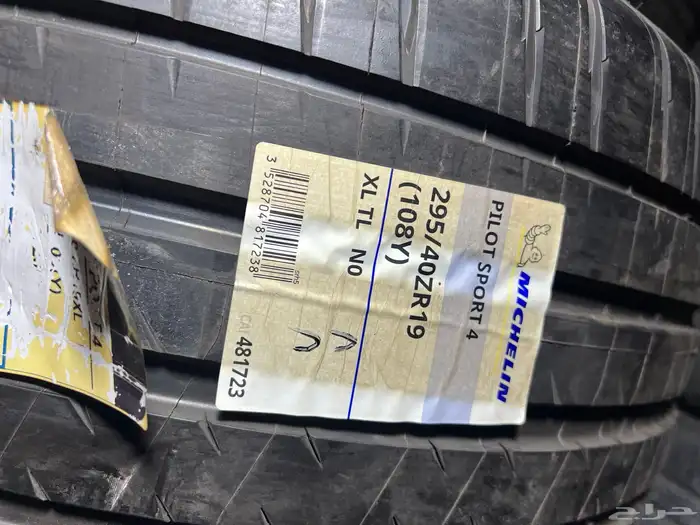 MICHELIN
PILOT SPORT 4
295/40ZR19
(108Y)
XL TL N0
3 528704 817238
CAI 481723
حراج